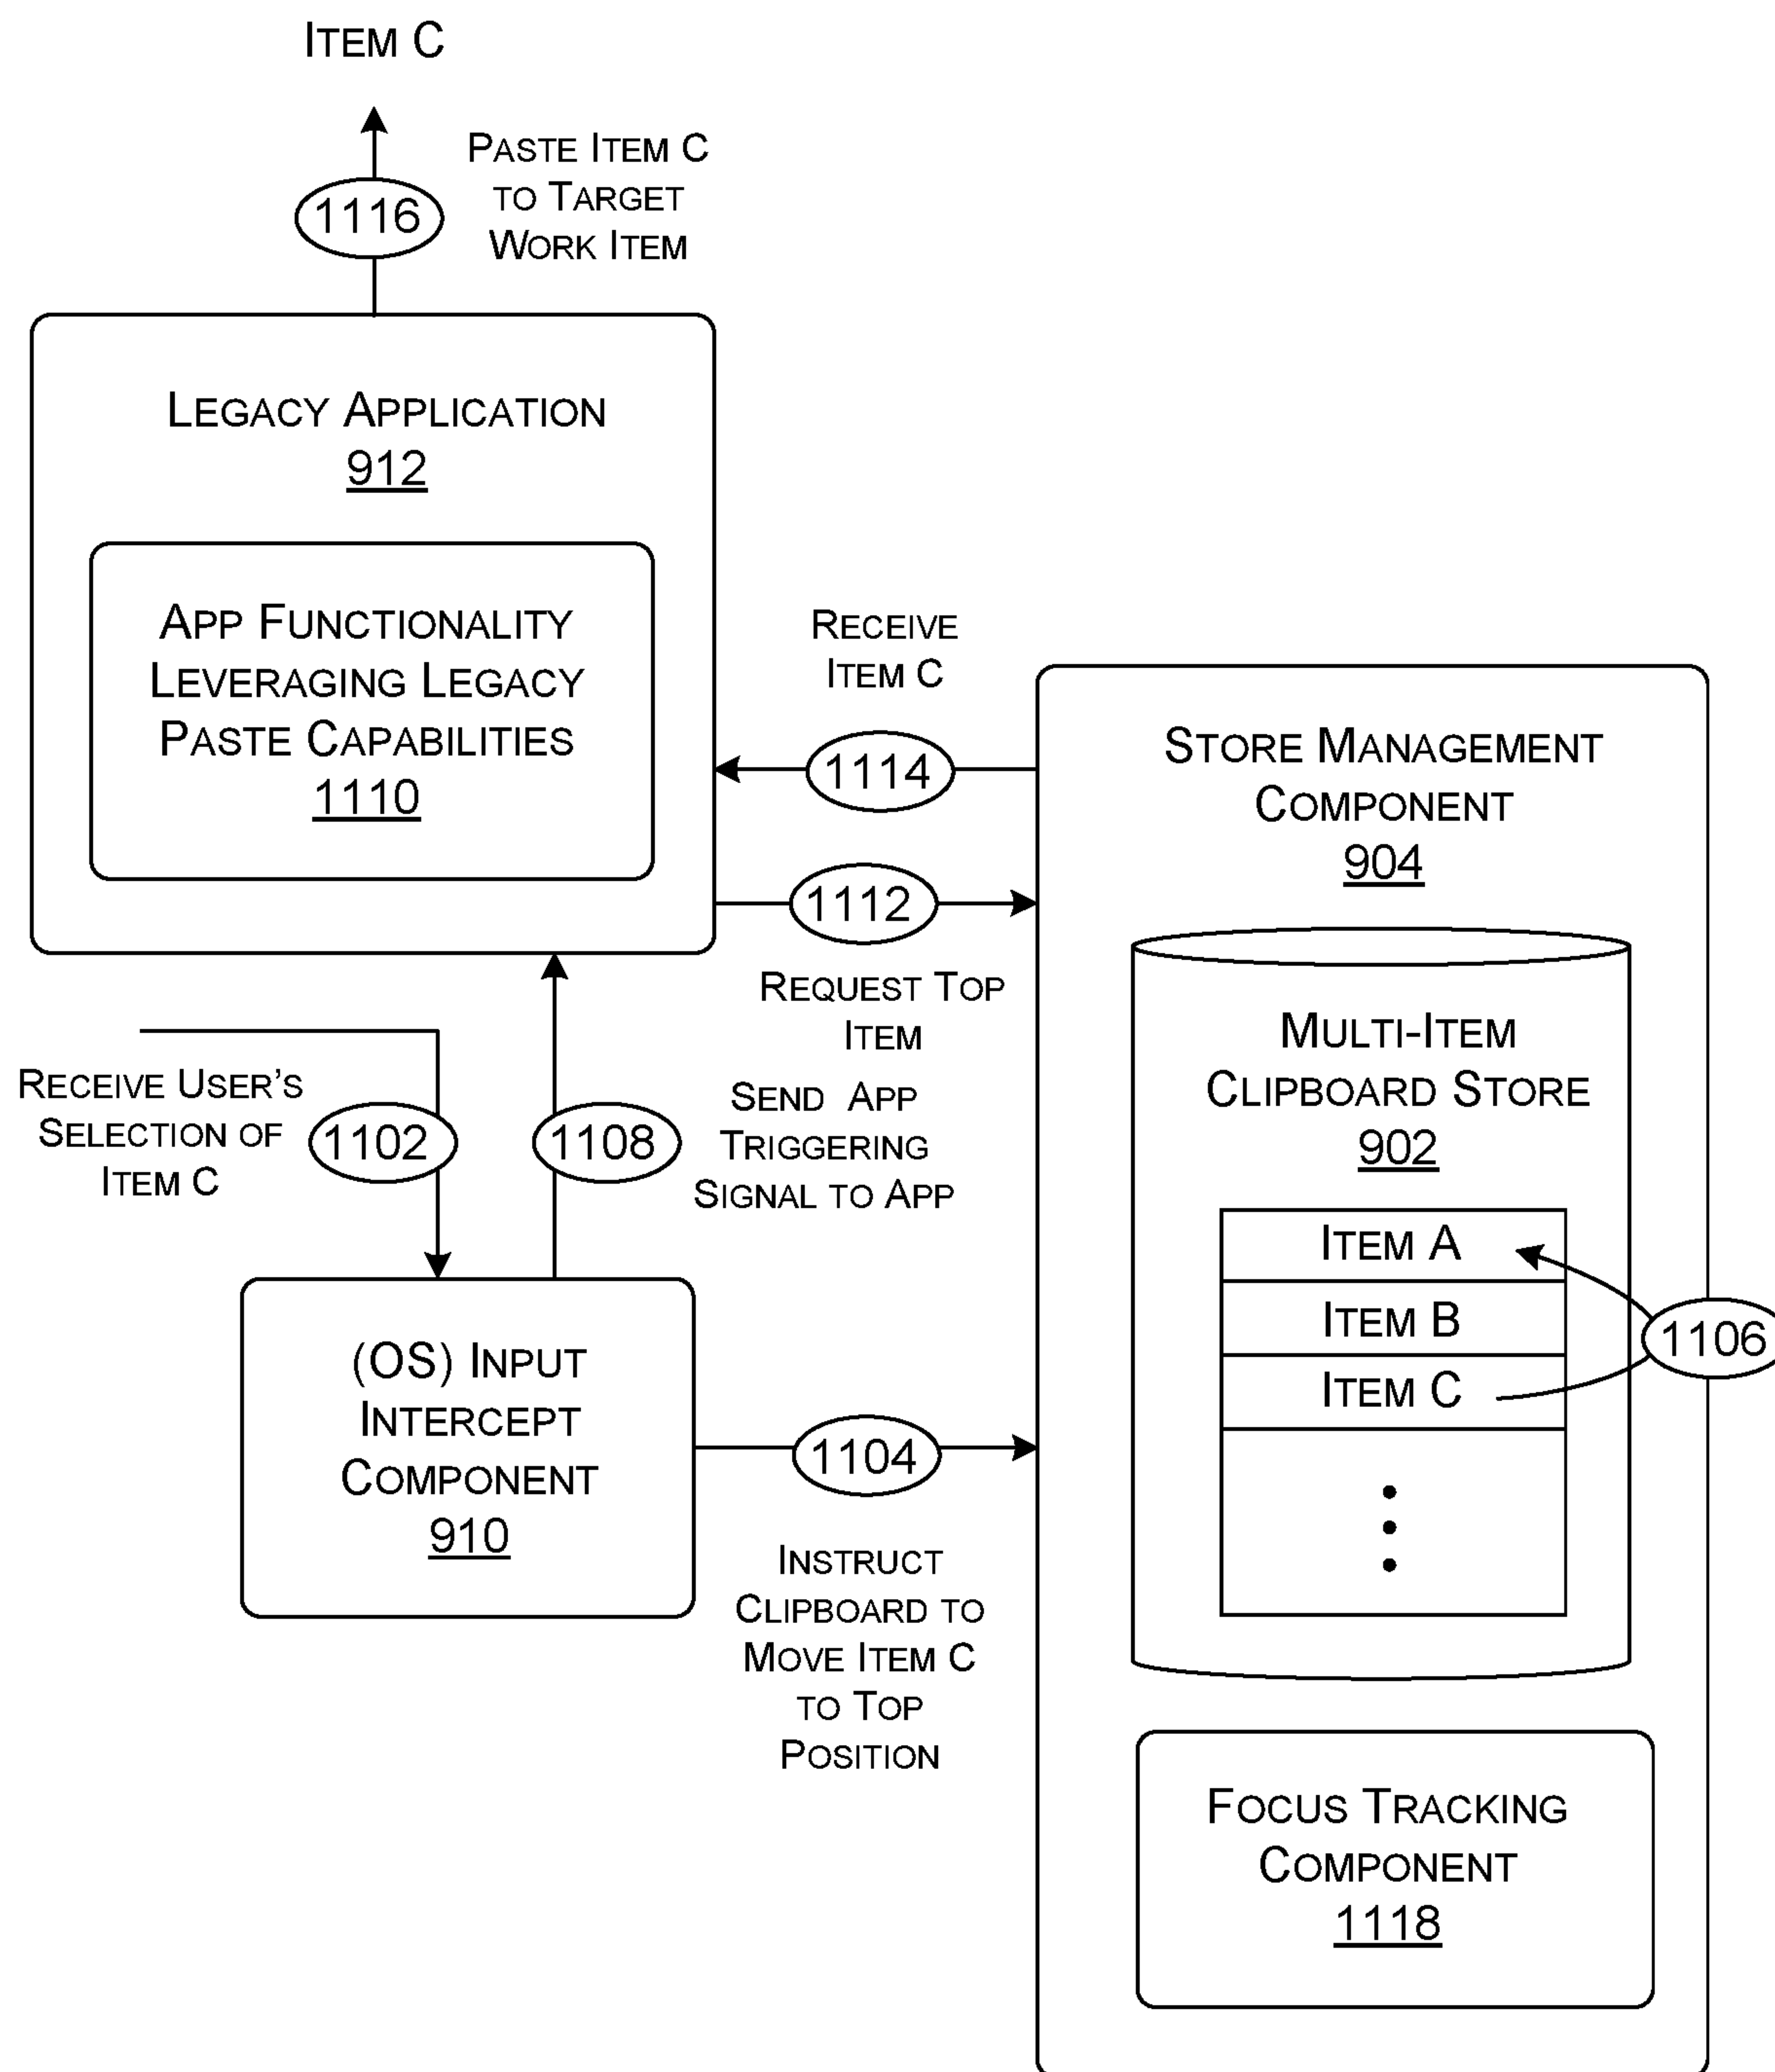 ITEM C
PASTE ITEM C
TO TARGET
WORK ITEM
1116
LEGACY APPLICATION
912
APP FUNCTIONALITY
LEVERAGING LEGACY
PASTE CAPABILITIES
1110
RECEIVE
ITEM C
1114
1112
REQUEST TOP
ITEM
RECEIVE USER'S
SELECTION OF
ITEM C
1102
1108
SEND APP
TRIGGERING
SIGNAL TO APP
(OS) INPUT
INTERCEPT
COMPONENT
910
1104
INSTRUCT
CLIPBOARD TO
MOVE ITEM C
TO TOP
POSITION
STORE MANAGEMENT
COMPONENT
904
MULTI-ITEM
CLIPBOARD STORE
902
ITEM A
ITEM B
ITEM C
1106
FOCUS TRACKING
COMPONENT
1118